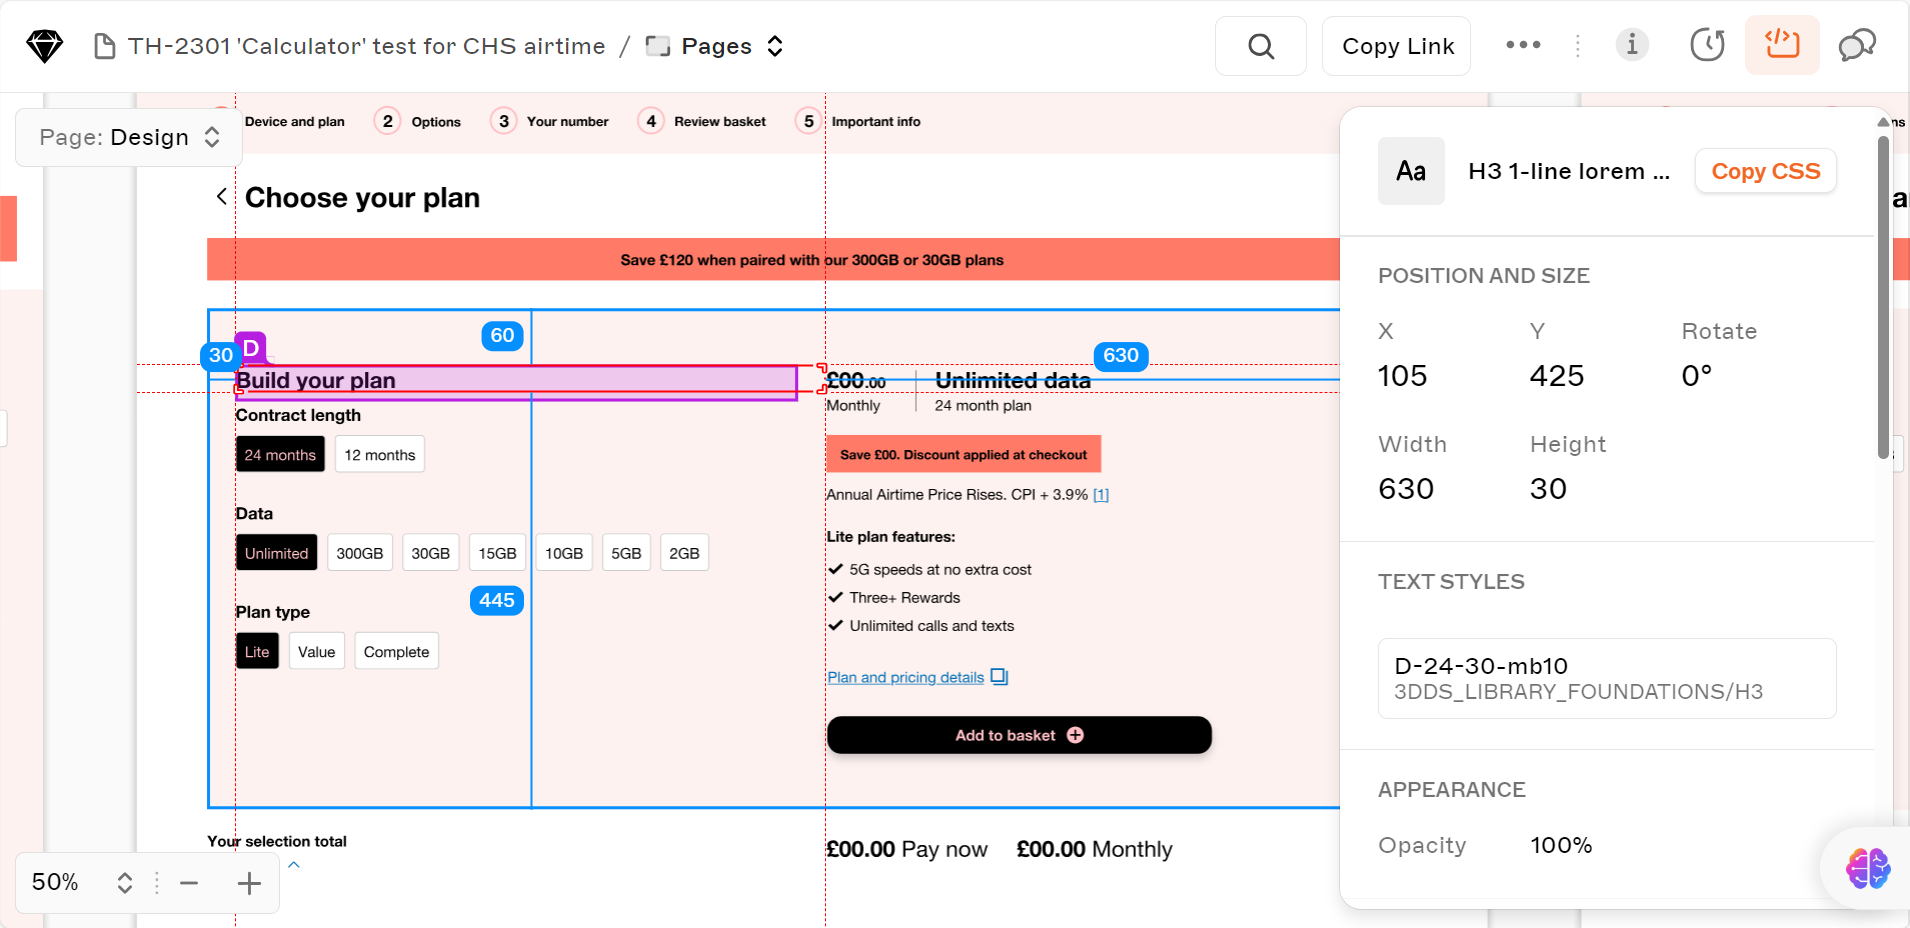 TH-2301 'Calculator' test for CHS airtime / Pages
Copy Link
Page: Design
Device and plan
2 Options
3 Your number
4 Review basket
5 Important info
Choose your plan
Save £120 when paired with our 300GB or 30GB plans
60
30
D
630
Build your plan
£00.00
Monthly
Unlimited data
24 month plan
Contract length
24 months
12 months
Save £00. Discount applied at checkout
Annual Airtime Price Rises. CPI + 3.9% [1]
Data
Unlimited
300GB
30GB
15GB
10GB
5GB
2GB
Lite plan features:
5G speeds at no extra cost
Three+ Rewards
Unlimited calls and texts
445
Plan type
Lite
Value
Complete
Plan and pricing details
Add to basket
Your selection total
£00.00 Pay now
£00.00 Monthly
50%
Aa
H3 1-line lorem ...
Copy CSS
POSITION AND SIZE
X
Y
Rotate
105
425
0°
Width
Height
630
30
TEXT STYLES
D-24-30-mb10
3DDS_LIBRARY_FOUNDATIONS/H3
APPEARANCE
Opacity
100%